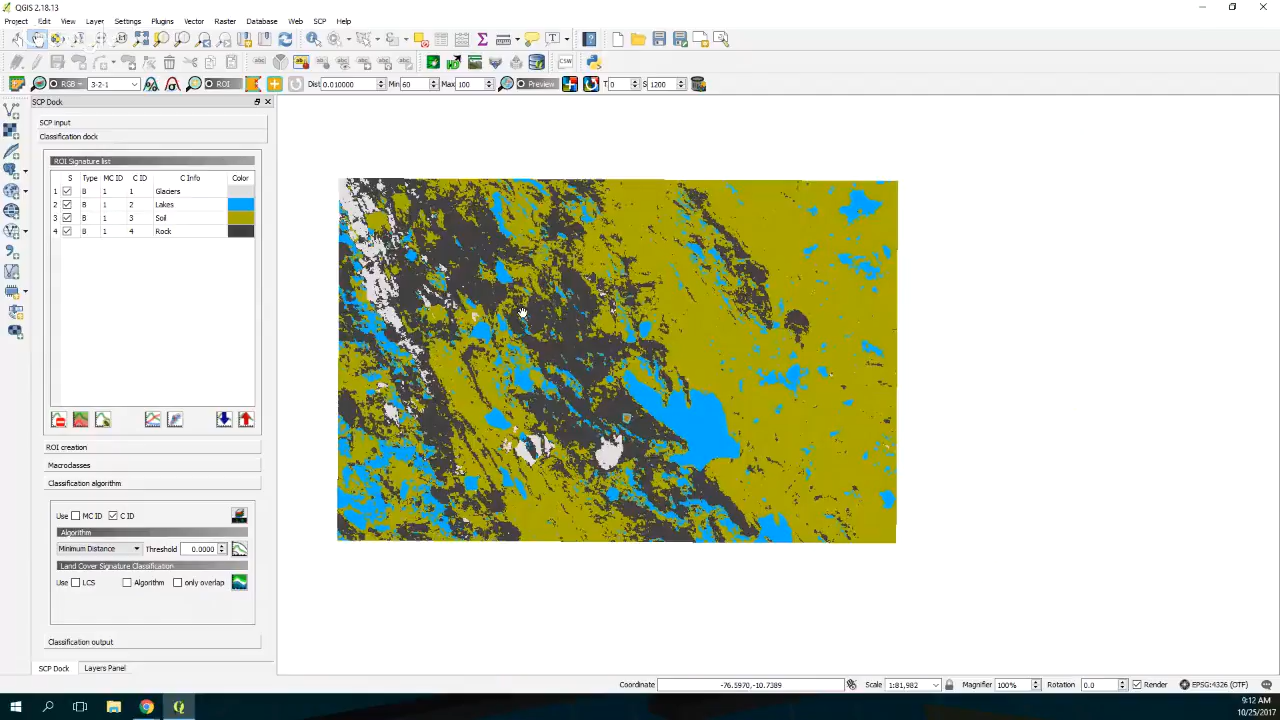 QGIS 2.18.13
Project Edit View Layer Settings Plugins Vector Raster Database Web SCP Help
CSW
RGB = 3-2-1 ROI Dist 0.010000 Min 60 Max 100 Preview T 0 S 1200
SCP Dock
SCP input
Classification dock
ROI Signature list
S Type MC ID C ID C Info Color
1 B 1 1 Glaciers
2 B 1 2 Lakes
3 B 1 3 Soil
4 B 1 4 Rock
ROI creation
Macroclasses
Classification algorithm
Use MC ID C ID
Algorithm
Minimum Distance Threshold 0.0000
Land Cover Signature Classification
Use LCS Algorithm only overlap
Classification output
SCP Dock Layers Panel
Coordinate -76.5970,-10.7389 Scale 1:81,982 Magnifier 100% Rotation 0.0 Render EPSG:4326 (OTF)
9:12 AM
10/25/2017